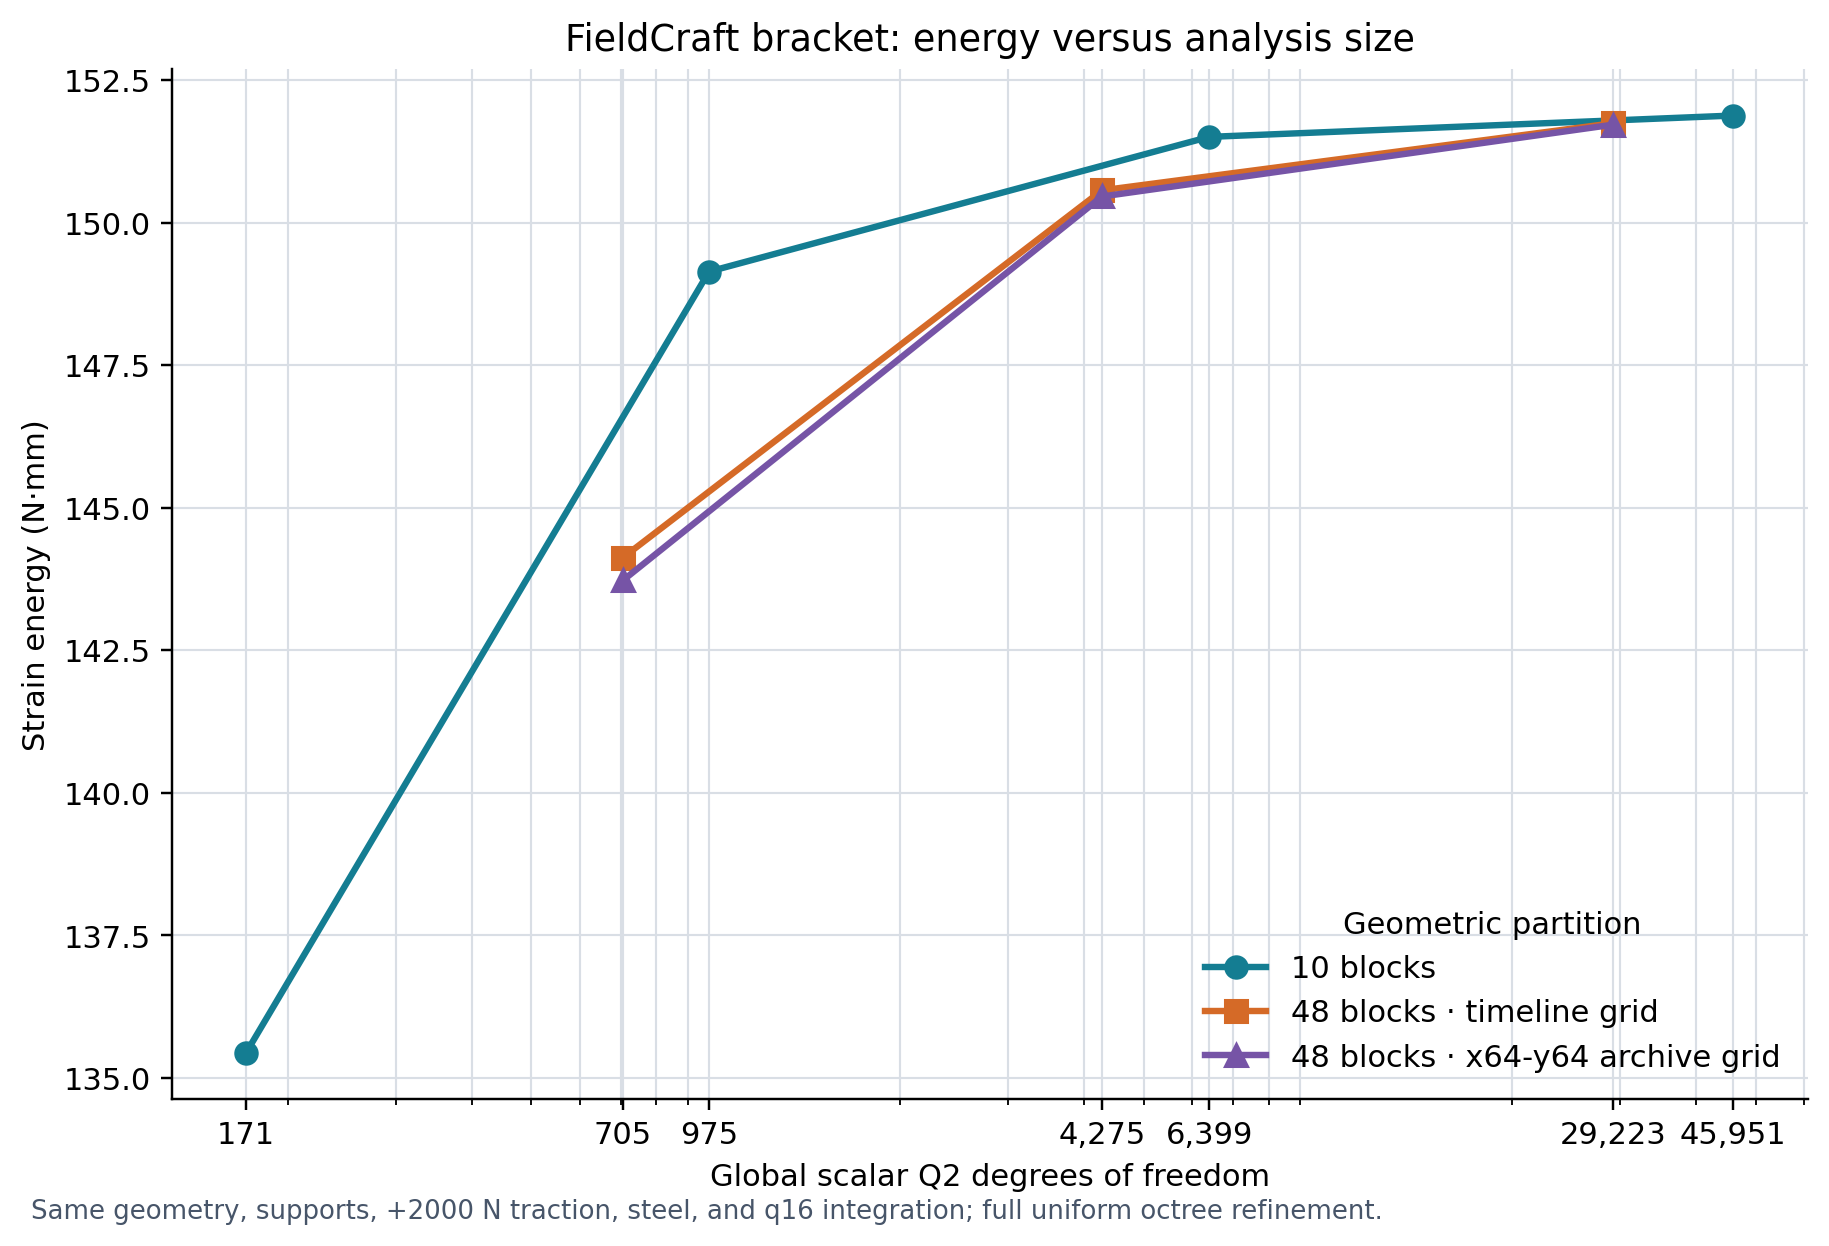 FieldCraft bracket: energy versus analysis size
152.5
150.0
147.5
145.0
142.5
140.0
137.5
135.0
Strain energy (N·mm)
Geometric partition
10 blocks
48 blocks · timeline grid
48 blocks · x64-y64 archive grid
171 705 975 4,275 6,399 29,223 45,951
Global scalar Q2 degrees of freedom
Same geometry, supports, +2000 N traction, steel, and q16 integration; full uniform octree refinement.